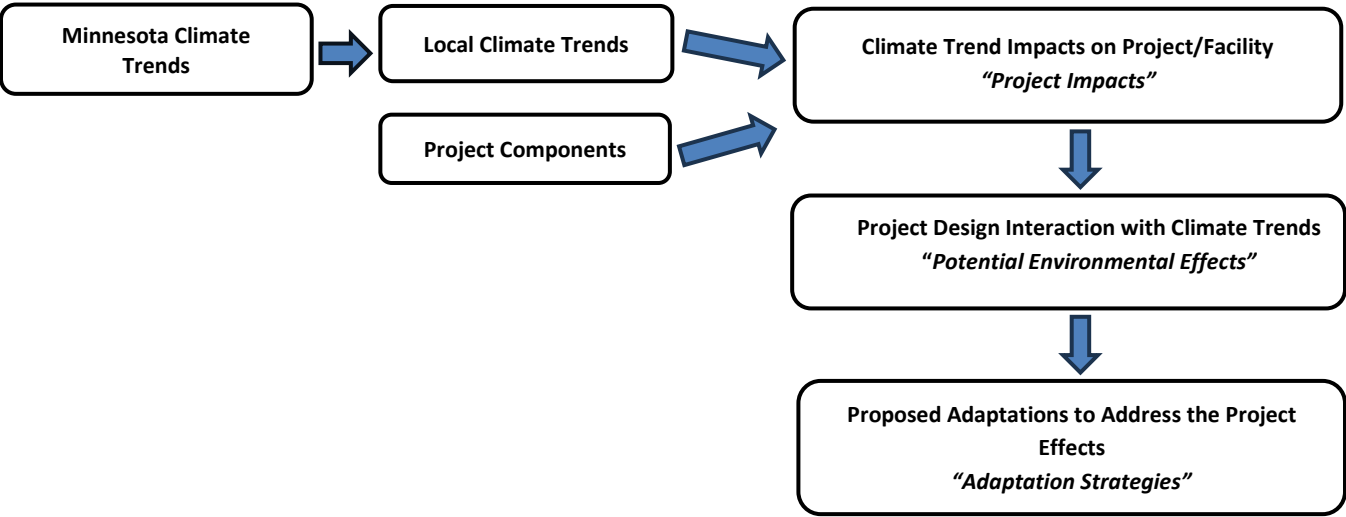 Minnesota Climate
Trends
Local Climate Trends
Project Components
Climate Trend Impacts on Project/Facility
“Project Impacts”
Project Design Interaction with Climate Trends
“Potential Environmental Effects”
Proposed Adaptations to Address the Project
Effects
“Adaptation Strategies”